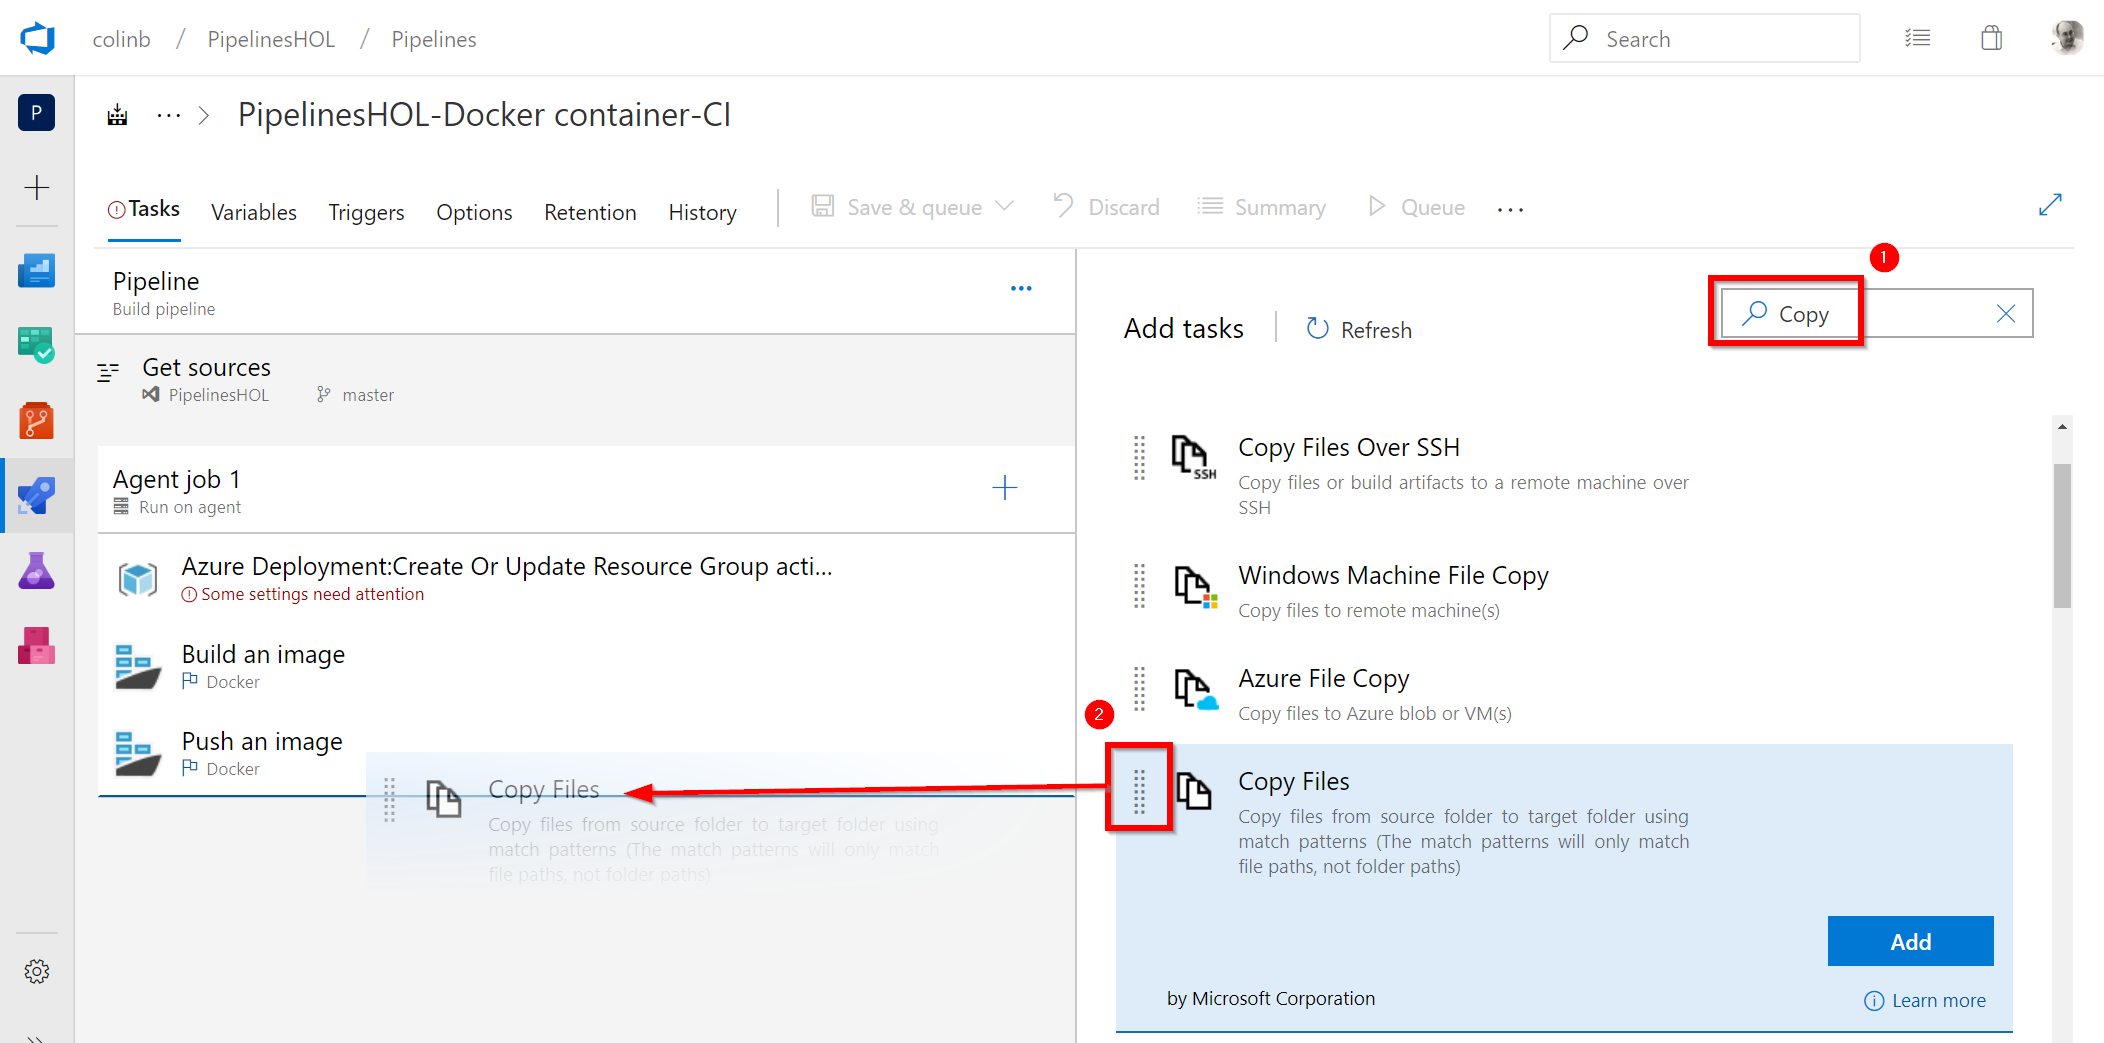 colinb / PipelinesHOL / Pipelines
Search
P
··· > PipelinesHOL-Docker container-CI
Tasks Variables Triggers Options Retention History Save & queue Discard Summary Queue ...
1
Pipeline
Build pipeline
Add tasks Refresh
Copy
Get sources
PipelinesHOL master
Agent job 1
Run on agent
Azure Deployment:Create Or Update Resource Group acti...
Some settings need attention
Build an image
Docker
Push an image
Docker
Copy Files
Copy files from source folder to target folder using
match patterns (The match patterns will only match
file paths, not folder paths)
SSH
Copy Files Over SSH
Copy files or build artifacts to a remote machine over
SSH
Windows Machine File Copy
Copy files to remote machine(s)
Azure File Copy
Copy files to Azure blob or VM(s)
2
Copy Files
Copy files from source folder to target folder using
match patterns (The match patterns will only match
file paths, not folder paths)
Add
by Microsoft Corporation
Learn more